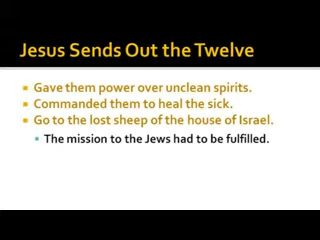 Jesus Sends Out the Twelve
Gave them power over unclean spirits.
Commanded them to heal the sick.
Go to the lost sheep of the house of Israel.
The mission to the Jews had to be fulfilled.